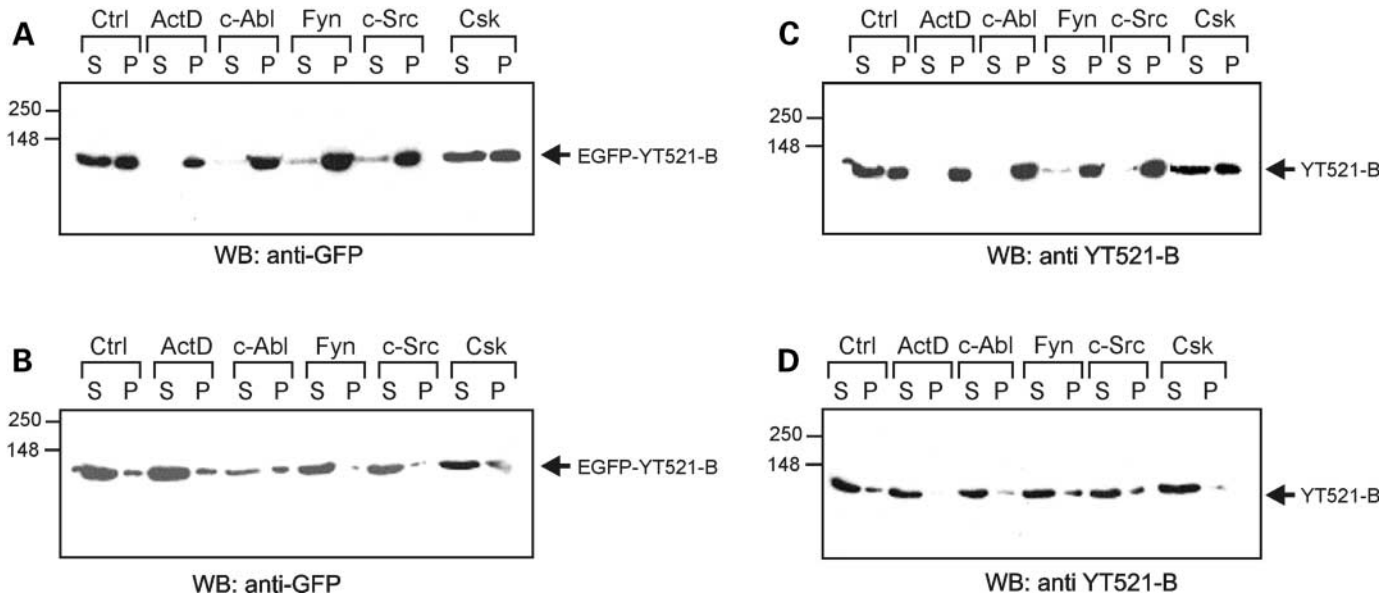 A
Ctrl ActD c-Abl Fyn c-Src Csk
S P S P S P S P S P S P
250
148
EGFP-YT521-B
WB: anti-GFP
C
Ctrl ActD c-Abl Fyn c-Src Csk
S P S P S P S P S P S P
250
148
YT521-B
WB: anti YT521-B
B
Ctrl ActD c-Abl Fyn c-Src Csk
S P S P S P S P S P S P
250
148
EGFP-YT521-B
WB: anti-GFP
D
Ctrl ActD c-Abl Fyn c-Src Csk
S P S P S P S P S P S P
250
148
YT521-B
WB: anti YT521-B